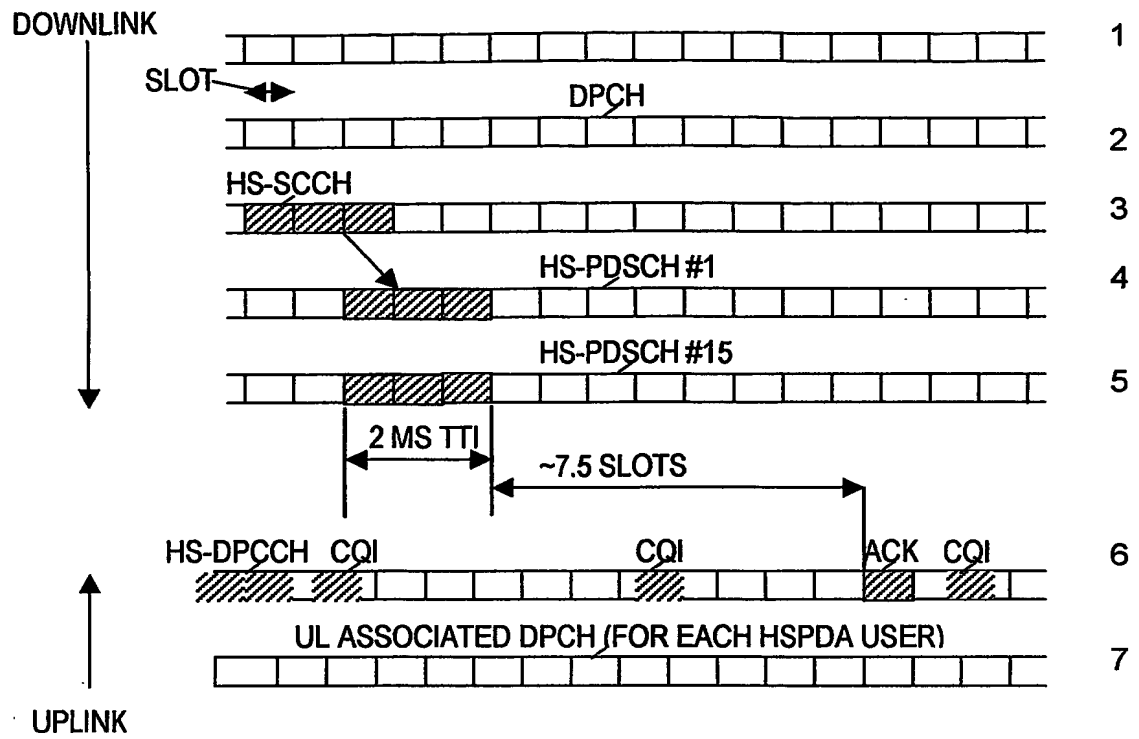 DOWNLINK
1
SLOT
DPCH
2
HS-SCCH
3
HS-PDSCH #1
4
HS-PDSCH #15
5
2 MS TTI
~7.5 SLOTS
HS-DPCCH CQI CQI ACK CQI
6
UL ASSOCIATED DPCH (FOR EACH HSPDA USER)
7
UPLINK